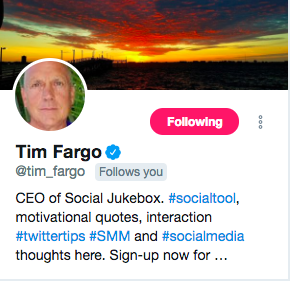 Following
Tim Fargo
@tim_fargo Follows you
CEO of Social Jukebox. #socialtool,
motivational quotes, interaction
#twittertips #SMM and #socialmedia
thoughts here. Sign-up now for …